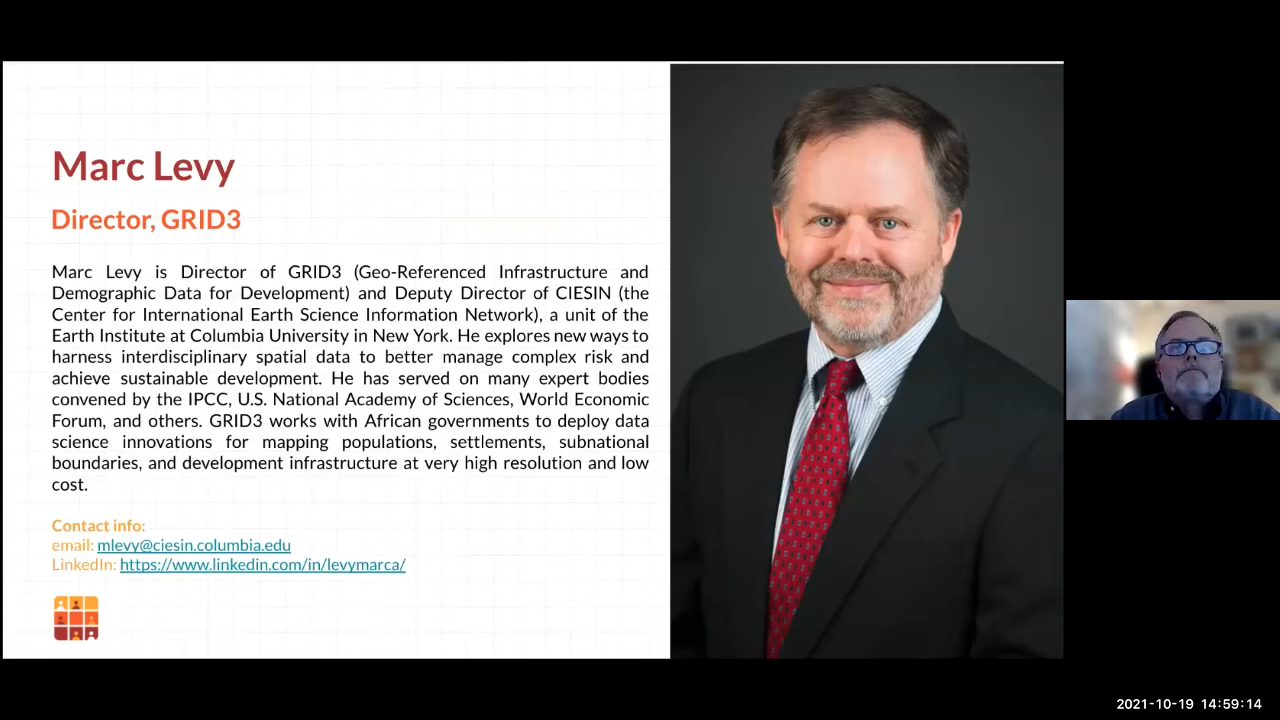 Marc Levy
Director, GRID3
Marc Levy is Director of GRID3 (Geo-Referenced Infrastructure and
Demographic Data for Development) and Deputy Director of CIESIN (the
Center for International Earth Science Information Network), a unit of the
Earth Institute at Columbia University in New York. He explores new ways to
harness interdisciplinary spatial data to better manage complex risk and
achieve sustainable development. He has served on many expert bodies
convened by the IPCC, U.S. National Academy of Sciences, World Economic
Forum, and others. GRID3 works with African governments to deploy data
science innovations for mapping populations, settlements, subnational
boundaries, and development infrastructure at very high resolution and low
cost.
Contact info:
email: mlevy@ciesin.columbia.edu
LinkedIn: https://www.linkedin.com/in/levymarca/
2021-10-19 14:59:14